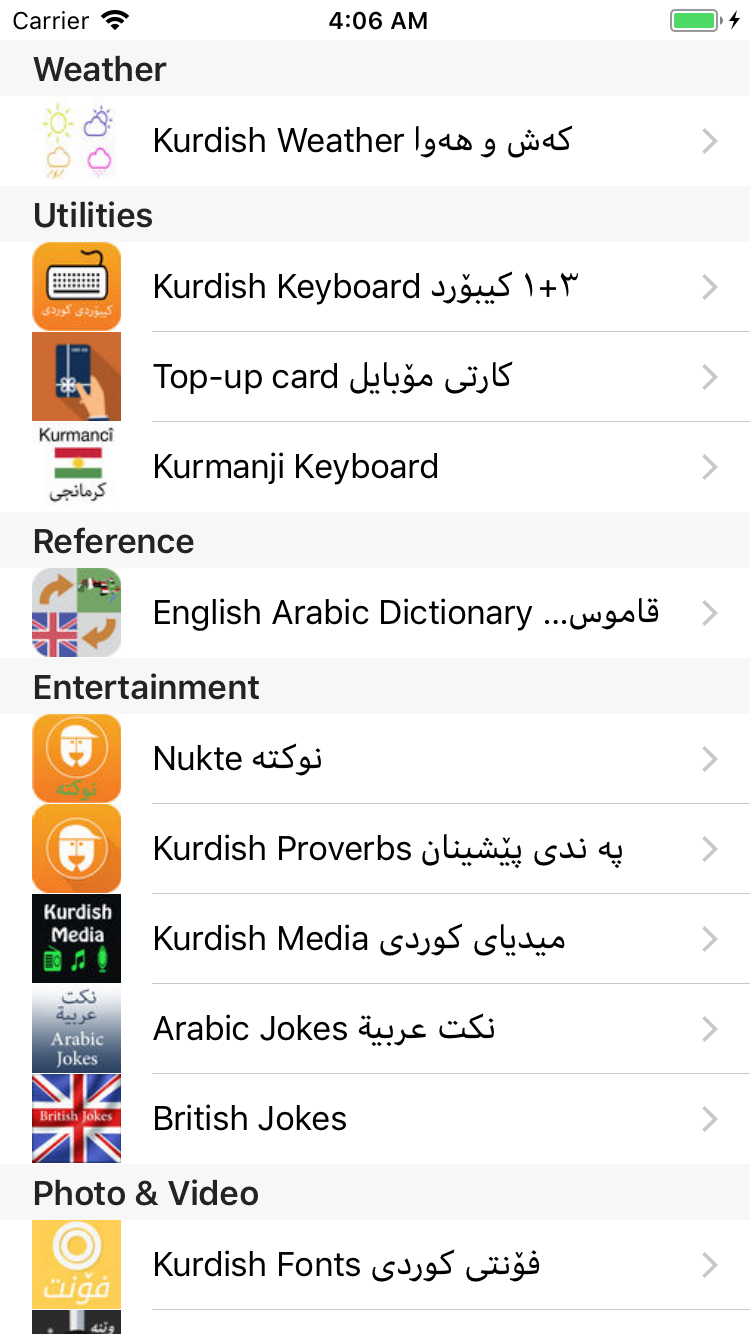 Carrier 4:06 AM
Weather
Kurdish Weather کەش و هەوا
Utilities
کیبۆردی کوردی
Kurdish Keyboard کیبۆرد ١+٣
Top-up card کارتی مۆبایل
Kurmancî
کرمانجی
Kurmanji Keyboard
Reference
English Arabic Dictionary قاموس...
Entertainment
نوکتە
Nukte نوکتە
Kurdish Proverbs پە ندی پێشینان
Kurdish
Media
Kurdish Media میدیای کوردی
نكت
عربية
Arabic
Jokes
Arabic Jokes نكت عربية
British Jokes
British Jokes
Photo & Video
فۆنت
Kurdish Fonts فۆنتی کوردی
وێنە